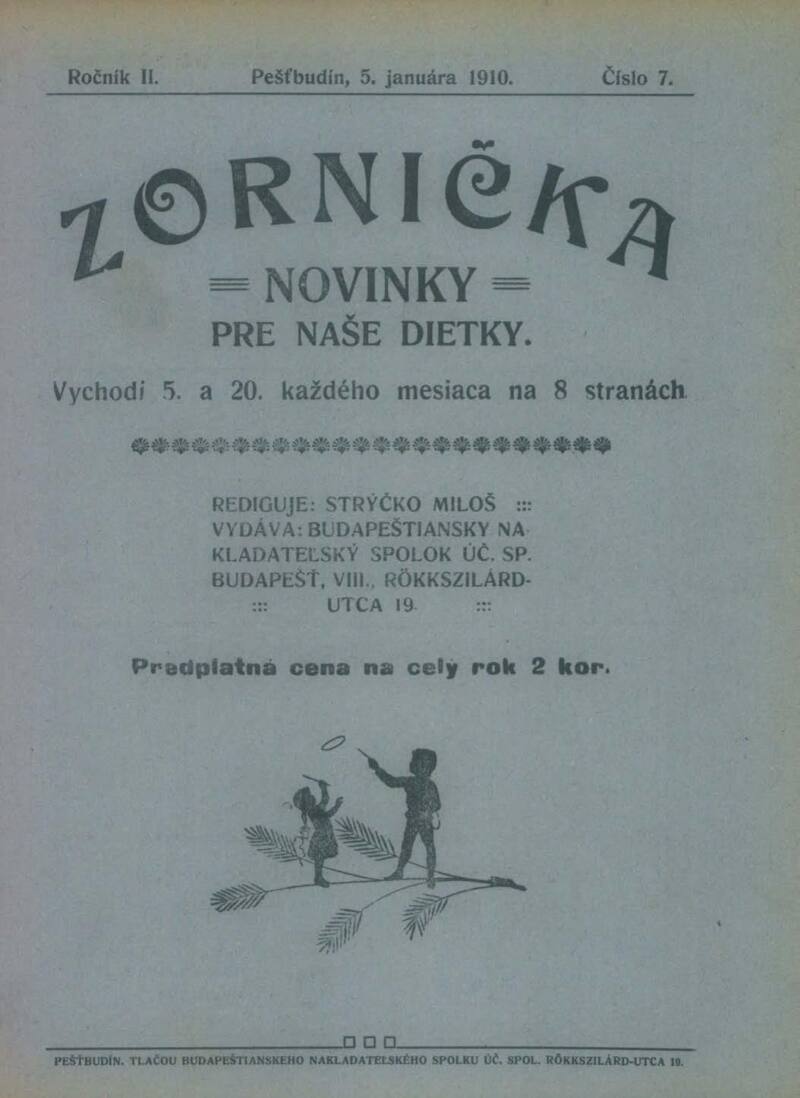 Ročník II. Pešťbudín, 5. januára 1910. Číslo 7.
ZORNIČKA
NOVINKY
PRE NAŠE DIETKY.
Vychodí 5. a 20. každého mesiaca na 8 stranách
REDIGUJE: STRÝČKO MILOŠ :::
VYDÁVA: BUDAPEŠTIANSKY NA-
KLADATEĽSKÝ SPOLOK ÚČ. SP.
BUDAPEŠŤ, VIII., RÖKKSZILÁRD-
::: UTCA 19. :::
Predplatná cena na celý rok 2 kor.
PEŠŤBUDÍN. TLAČOU BUDAPEŠTIANSKEHO NAKLADATEĽSKÉHO SPOLKU ÚČ. SPOL. RÖKKSZILÁRD-UTCA 19.